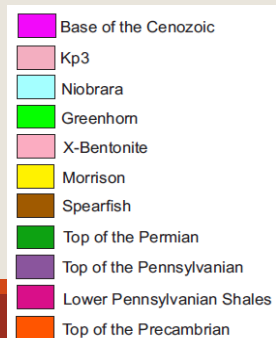 Base of the Cenozoic
Kp3
Niobrara
Greenhorn
X-Bentonite
Morrison
Spearfish
Top of the Permian
Top of the Pennsylvanian
Lower Pennsylvanian Shales
Top of the Precambrian